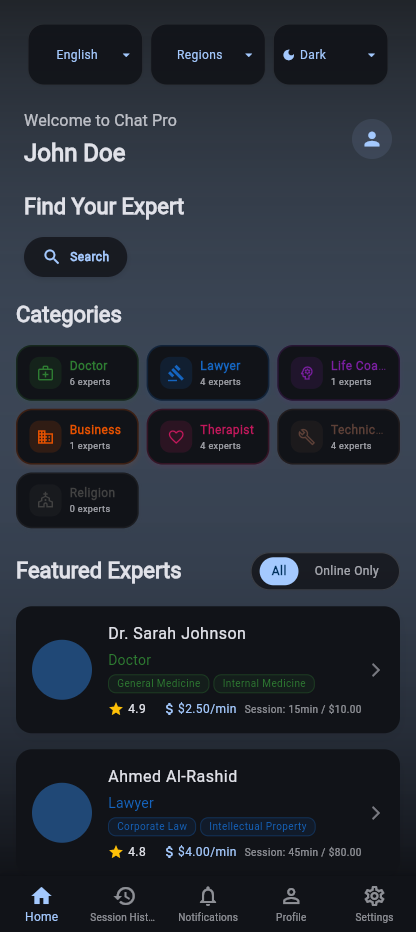 English Regions Dark
Welcome to Chat Pro
John Doe
Find Your Expert
Search
Categories
Doctor
6 experts
Lawyer
4 experts
Life Coa...
1 experts
Business
1 experts
Therapist
4 experts
Technic...
4 experts
Religion
0 experts
Featured Experts
All Online Only
Dr. Sarah Johnson
Doctor
General Medicine Internal Medicine
4.9 $ $2.50/min Session: 15min / $10.00
Ahmed Al-Rashid
Lawyer
Corporate Law Intellectual Property
4.8 $ $4.00/min Session: 45min / $80.00
Home Session Hist... Notifications Profile Settings